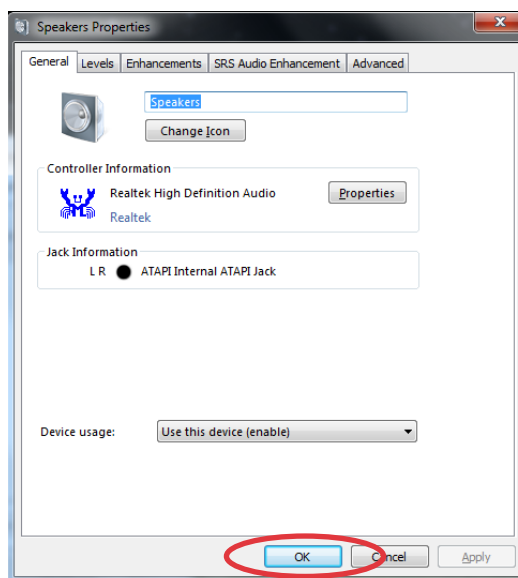 Speakers Properties
General Levels Enhancements SRS Audio Enhancement Advanced
Speakers
Change Icon
Controller Information
Realtek High Definition Audio Properties
Realtek
Jack Information
L R ATAPI Internal ATAPI Jack
Device usage: Use this device (enable)
OK Cancel Apply